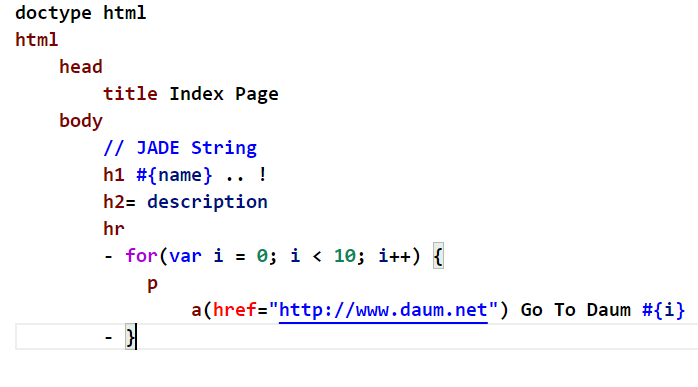 doctype html
html
    head
        title Index Page
    body
        // JADE String
        h1 #{name} .. !
        h2= description
        hr
        - for(var i = 0; i < 10; i++) {
            p
                a(href="http://www.daum.net") Go To Daum #{i}
        - }